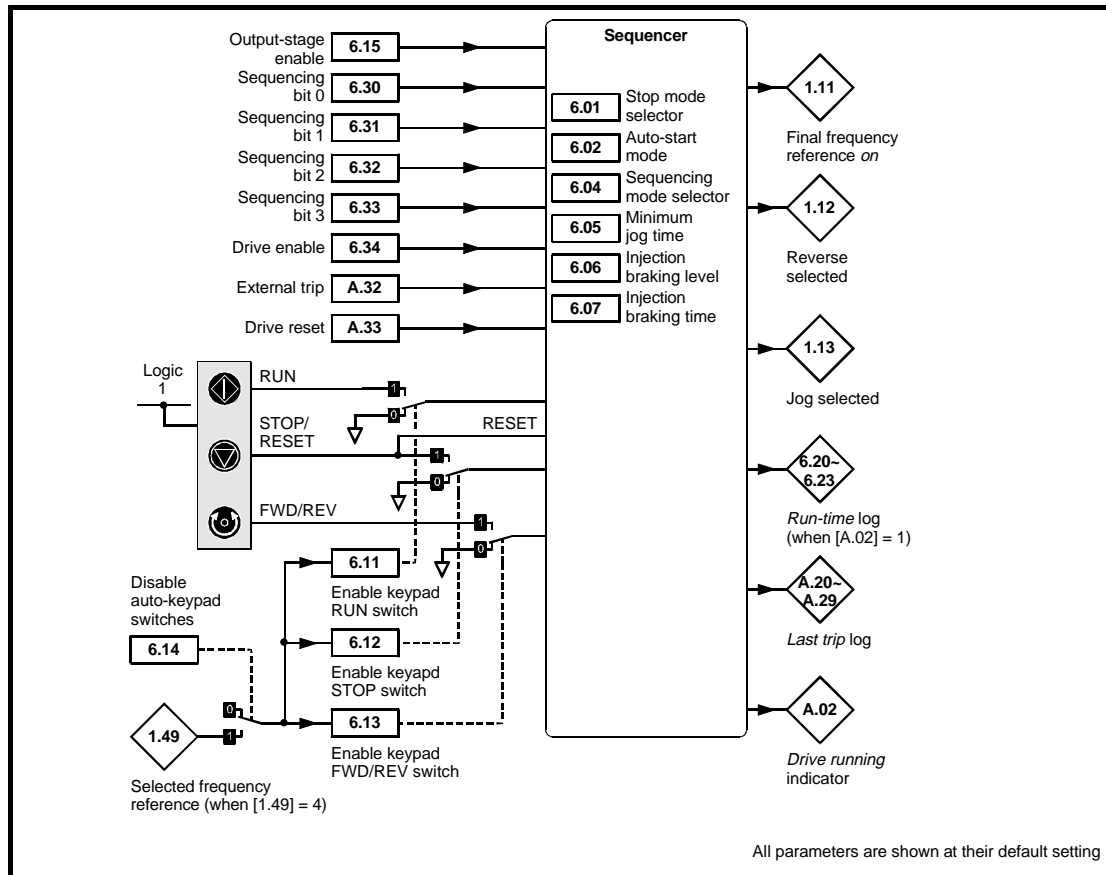 Sequencer
Output-stage
enable
6.15
Sequencing
bit 0
6.30
Sequencing
bit 1
6.31
Sequencing
bit 2
6.32
Sequencing
bit 3
6.33
Drive enable
6.34
External trip
A.32
Drive reset
A.33
6.01
Stop mode
selector
6.02
Auto-start
mode
6.04
Sequencing
mode selector
6.05
Minimum
jog time
6.06
Injection
braking level
6.07
Injection
braking time
1.11
Final frequency
reference on
1.12
Reverse
selected
1.13
Jog selected
6.20~
6.23
Run-time log
(when [A.02] = 1)
A.20~
A.29
Last trip log
A.02
Drive running
indicator
Logic
1
RUN
1
0
STOP/
RESET
RESET
1
0
FWD/REV
1
0
6.11
Enable keypad
RUN switch
6.12
Enable keyapd
STOP switch
6.13
Enable keypad
FWD/REV switch
Disable
auto-keypad
switches
6.14
0
1
1.49
Selected frequency
reference (when [1.49] = 4)
All parameters are shown at their default setting